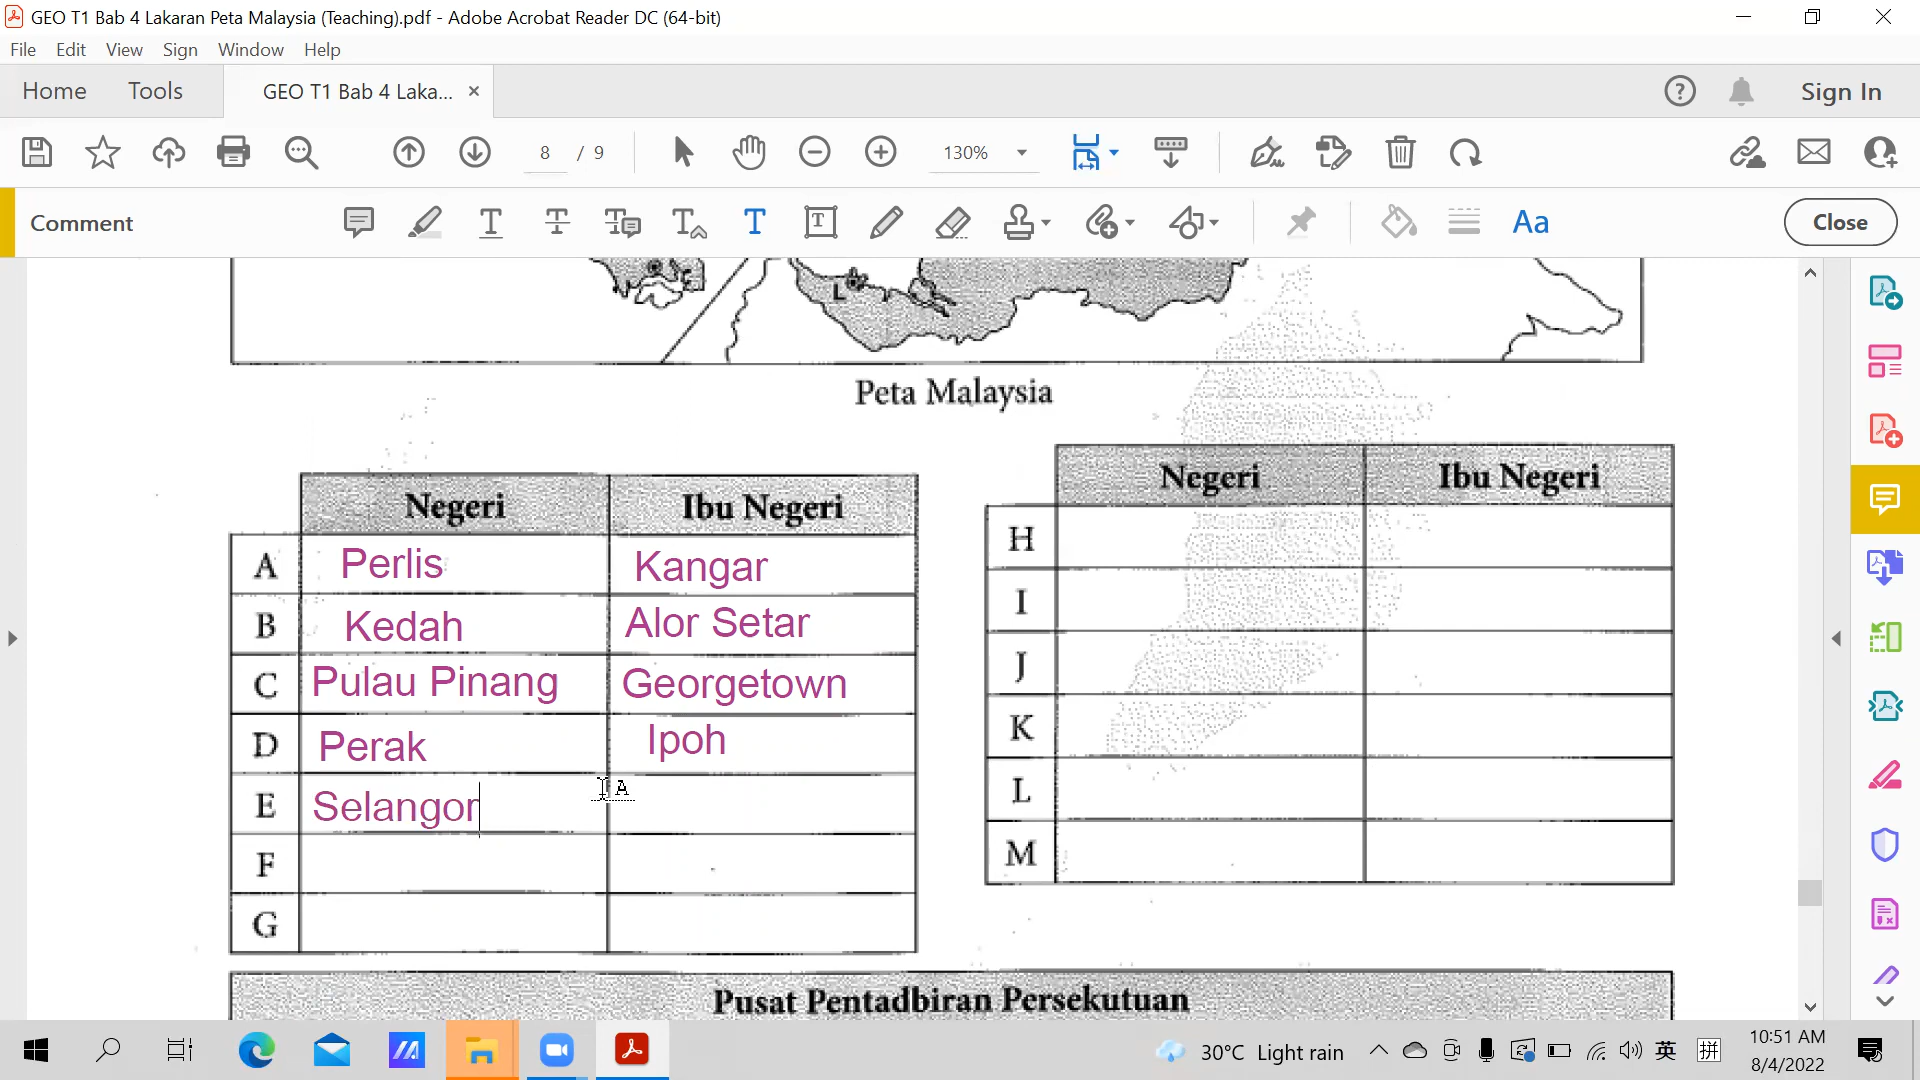 GEO T1 Bab 4 Lakaran Peta Malaysia (Teaching).pdf - Adobe Acrobat Reader DC (64-bit)
File Edit View Sign Window Help
Home Tools GEO T1 Bab 4 Laka... × Sign In
8 / 9 130%
Comment Close
L
Peta Malaysia
Negeri Ibu Negeri
A Perlis Kangar
B Kedah Alor Setar
C Pulau Pinang Georgetown
D Perak Ipoh
E Selangor
F
G
Negeri Ibu Negeri
H
I
J
K
L
M
Pusat Pentadbiran Persekutuan
30°C Light rain 英 拼 10:51 AM
8/4/2022